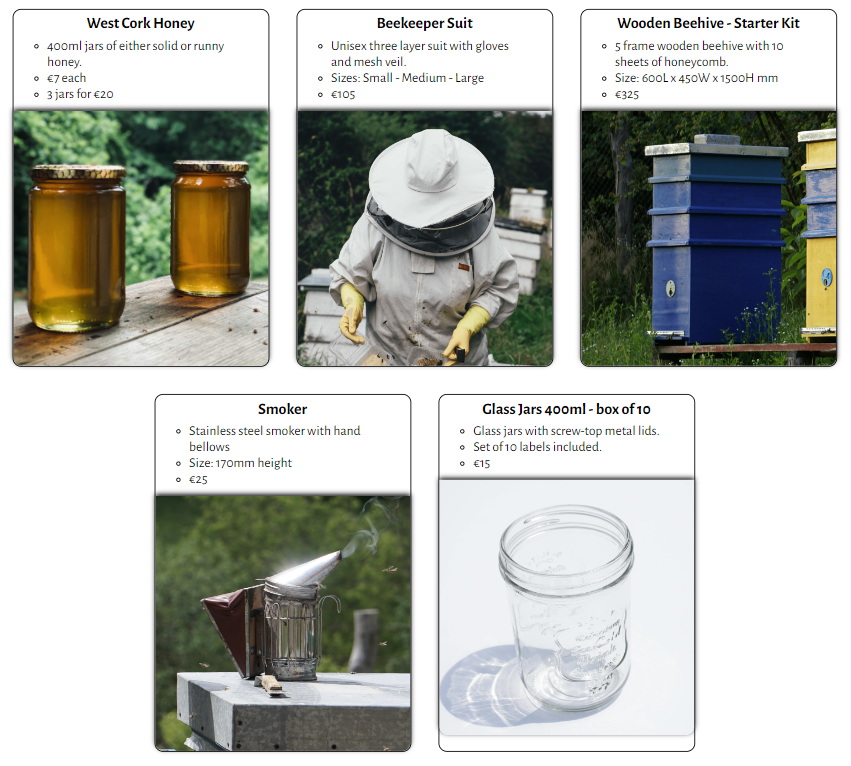 West Cork Honey
400ml jars of either solid or runny
honey.
€7 each
3 jars for €20
Beekeeper Suit
Unisex three layer suit with gloves
and mesh veil.
Sizes: Small - Medium - Large
€105
Wooden Beehive - Starter Kit
5 frame wooden beehive with 10
sheets of honeycomb.
Size: 600L x 450W x 1500H mm
€325
Smoker
Stainless steel smoker with hand
bellows
Size: 170mm height
€25
Glass Jars 400ml - box of 10
Glass jars with screw-top metal lids.
Set of 10 labels included.
€15